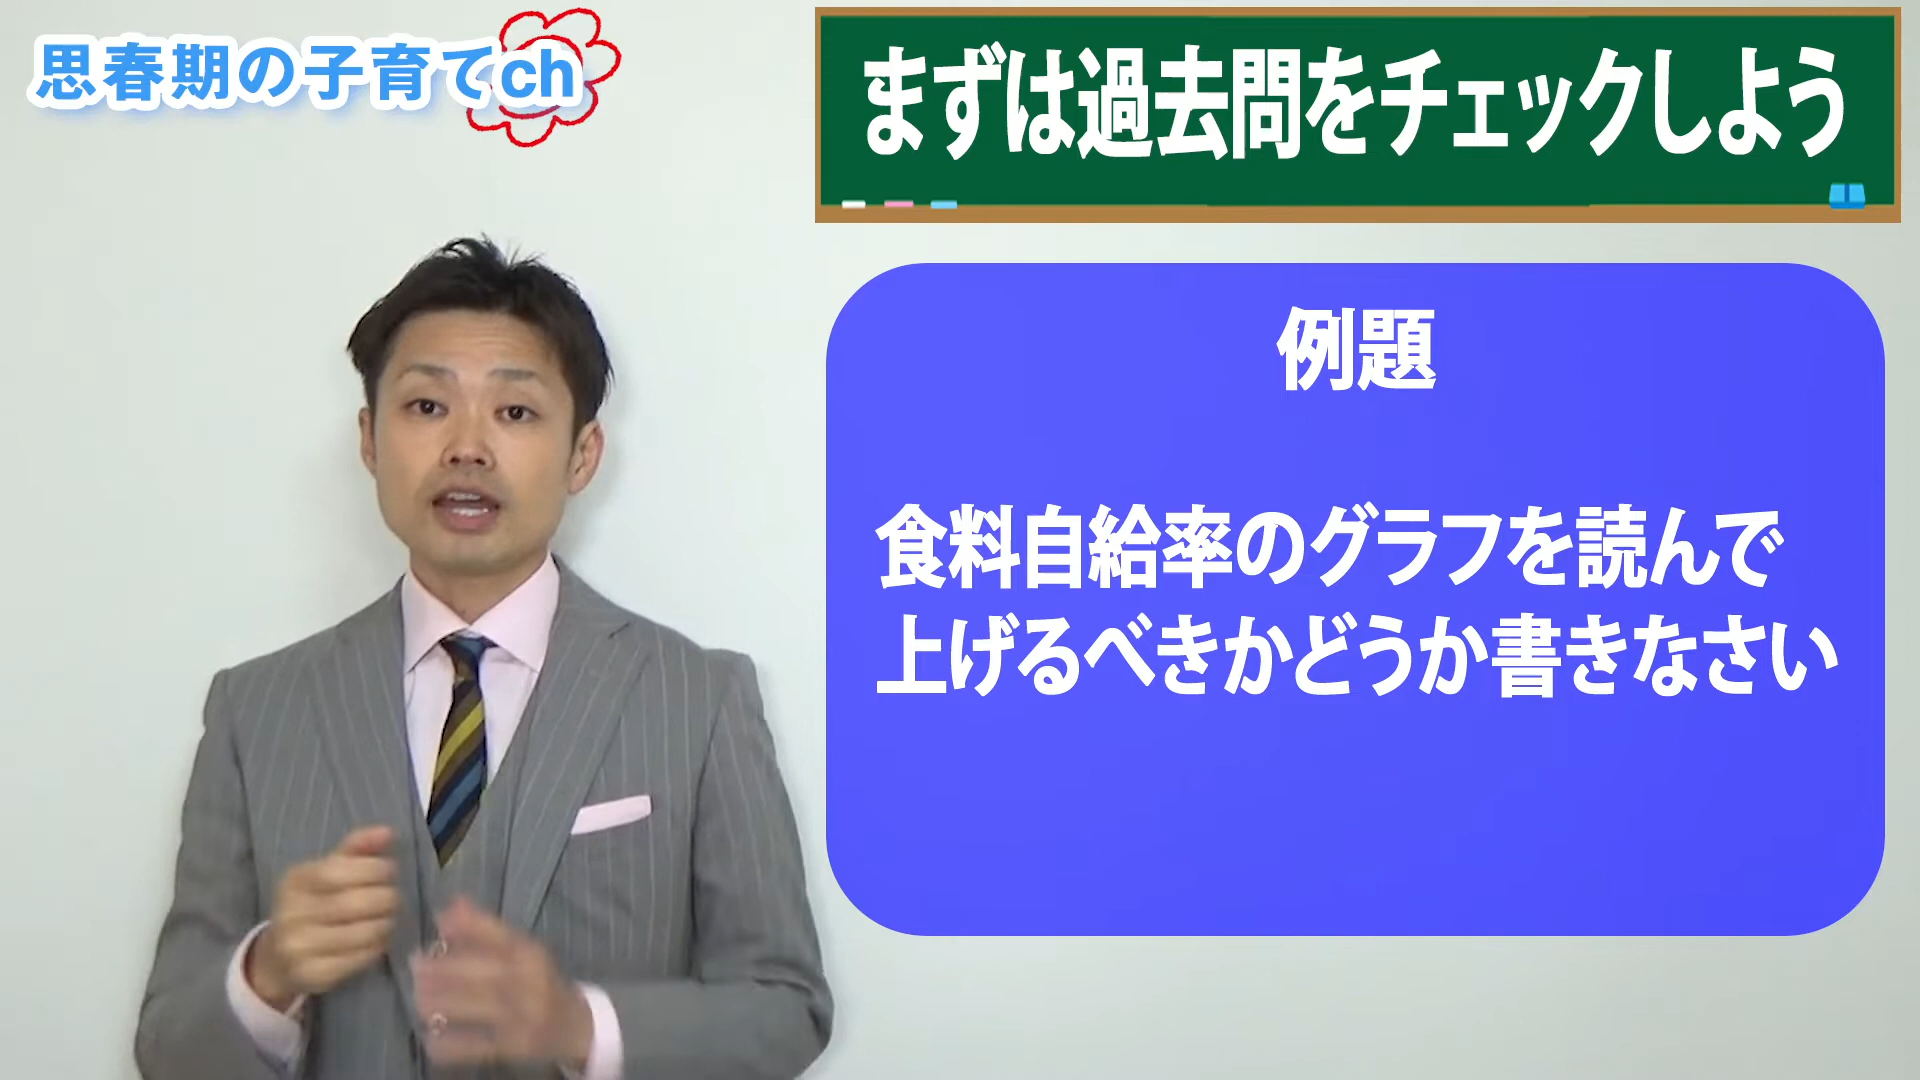 思春期の子育てch
まずは過去問をチェックしよう
例題
食料自給率のグラフを読んで
上げるべきかどうか書きなさい